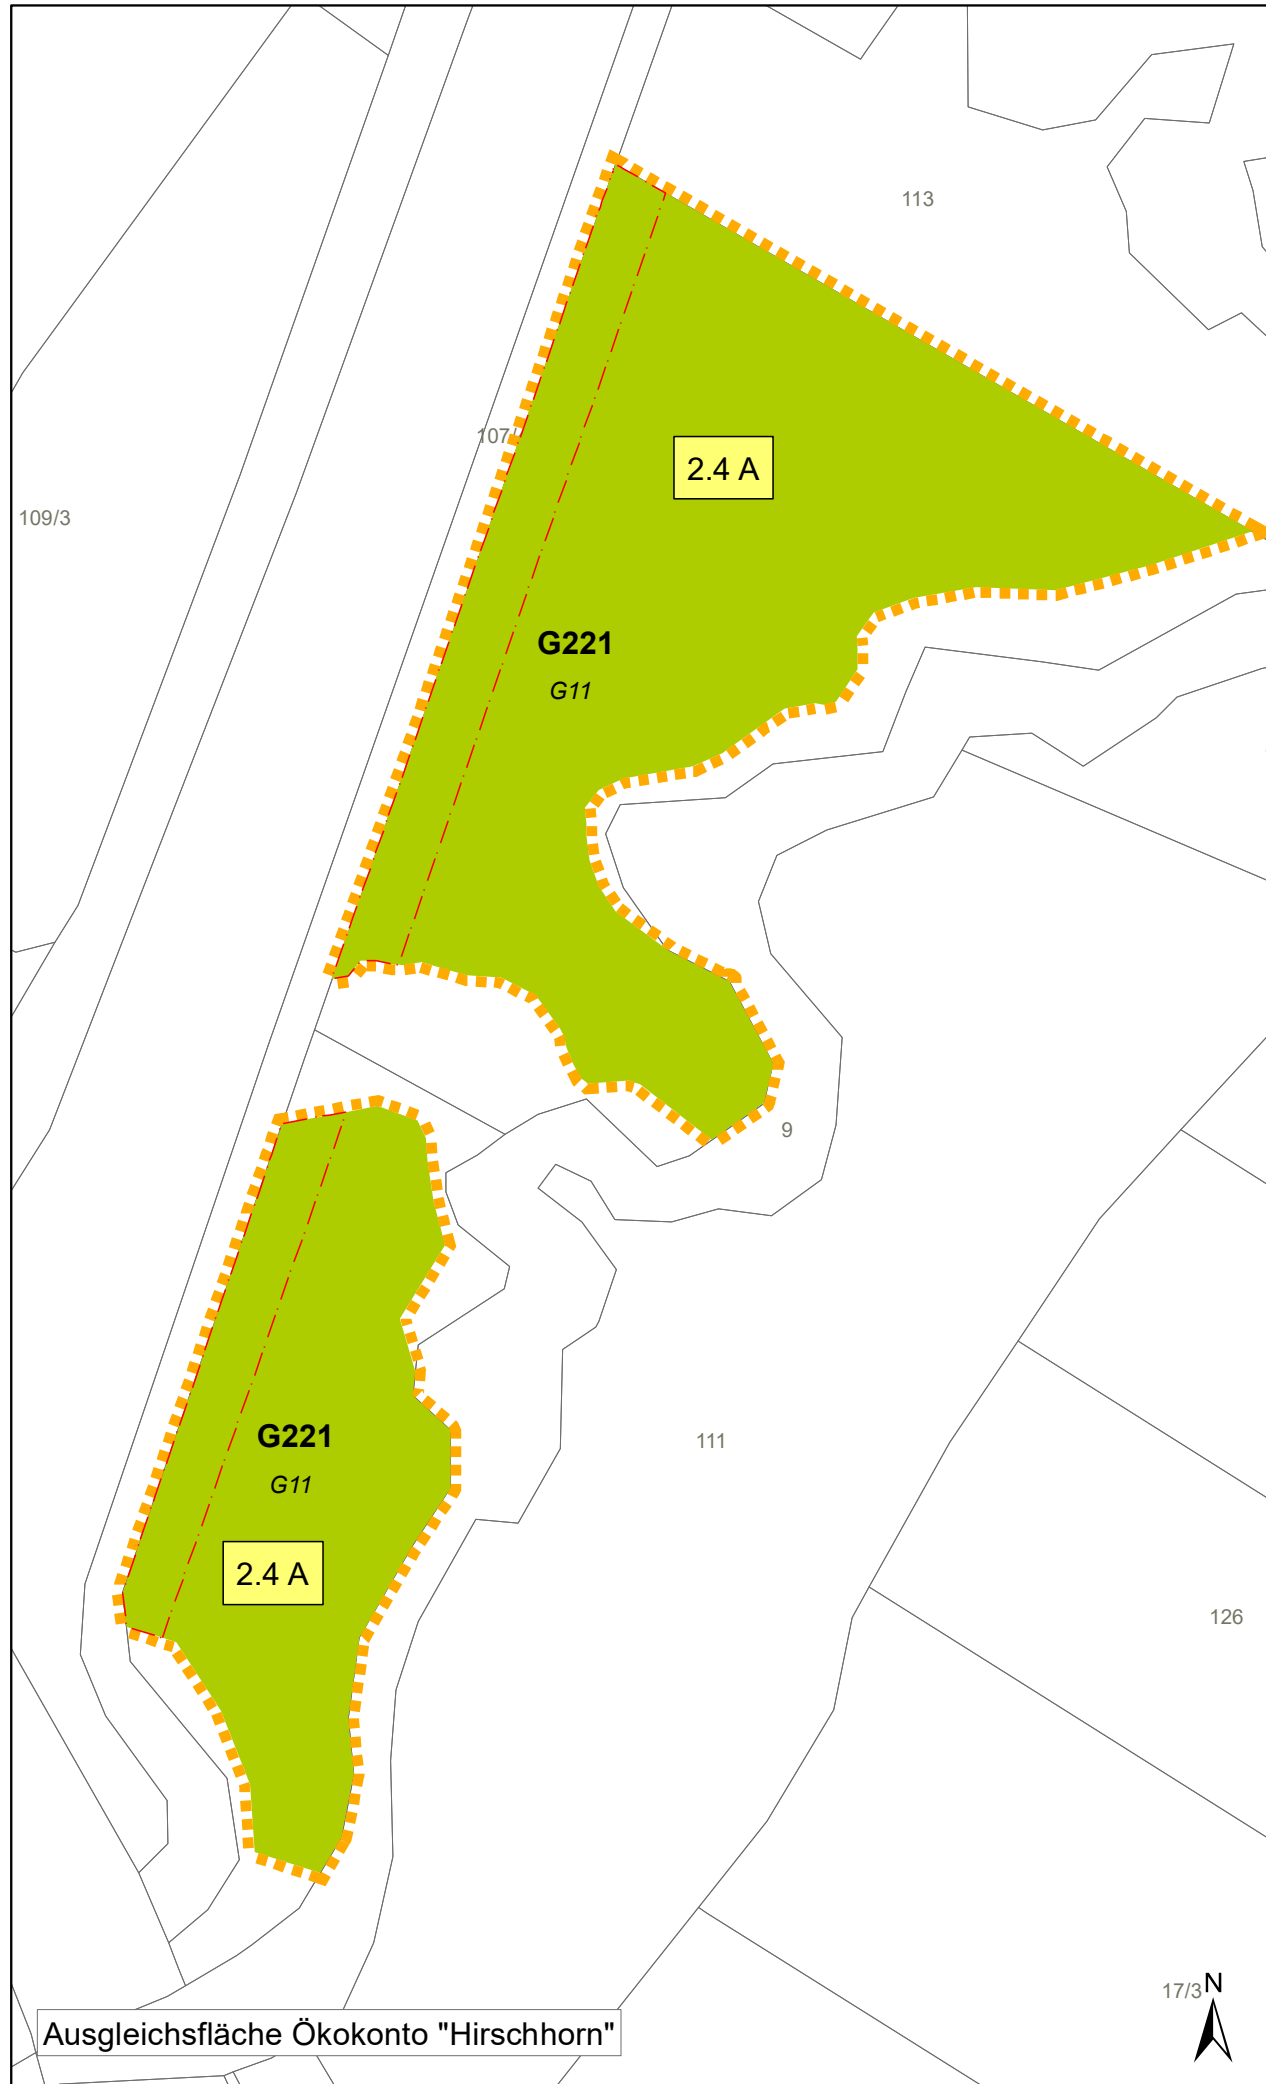 113
107/
2.4 A
109/3
G221
G11
9
G221
G11
111
2.4 A
126
17/3
N
Ausgleichsfläche Ökokonto "Hirschhorn"